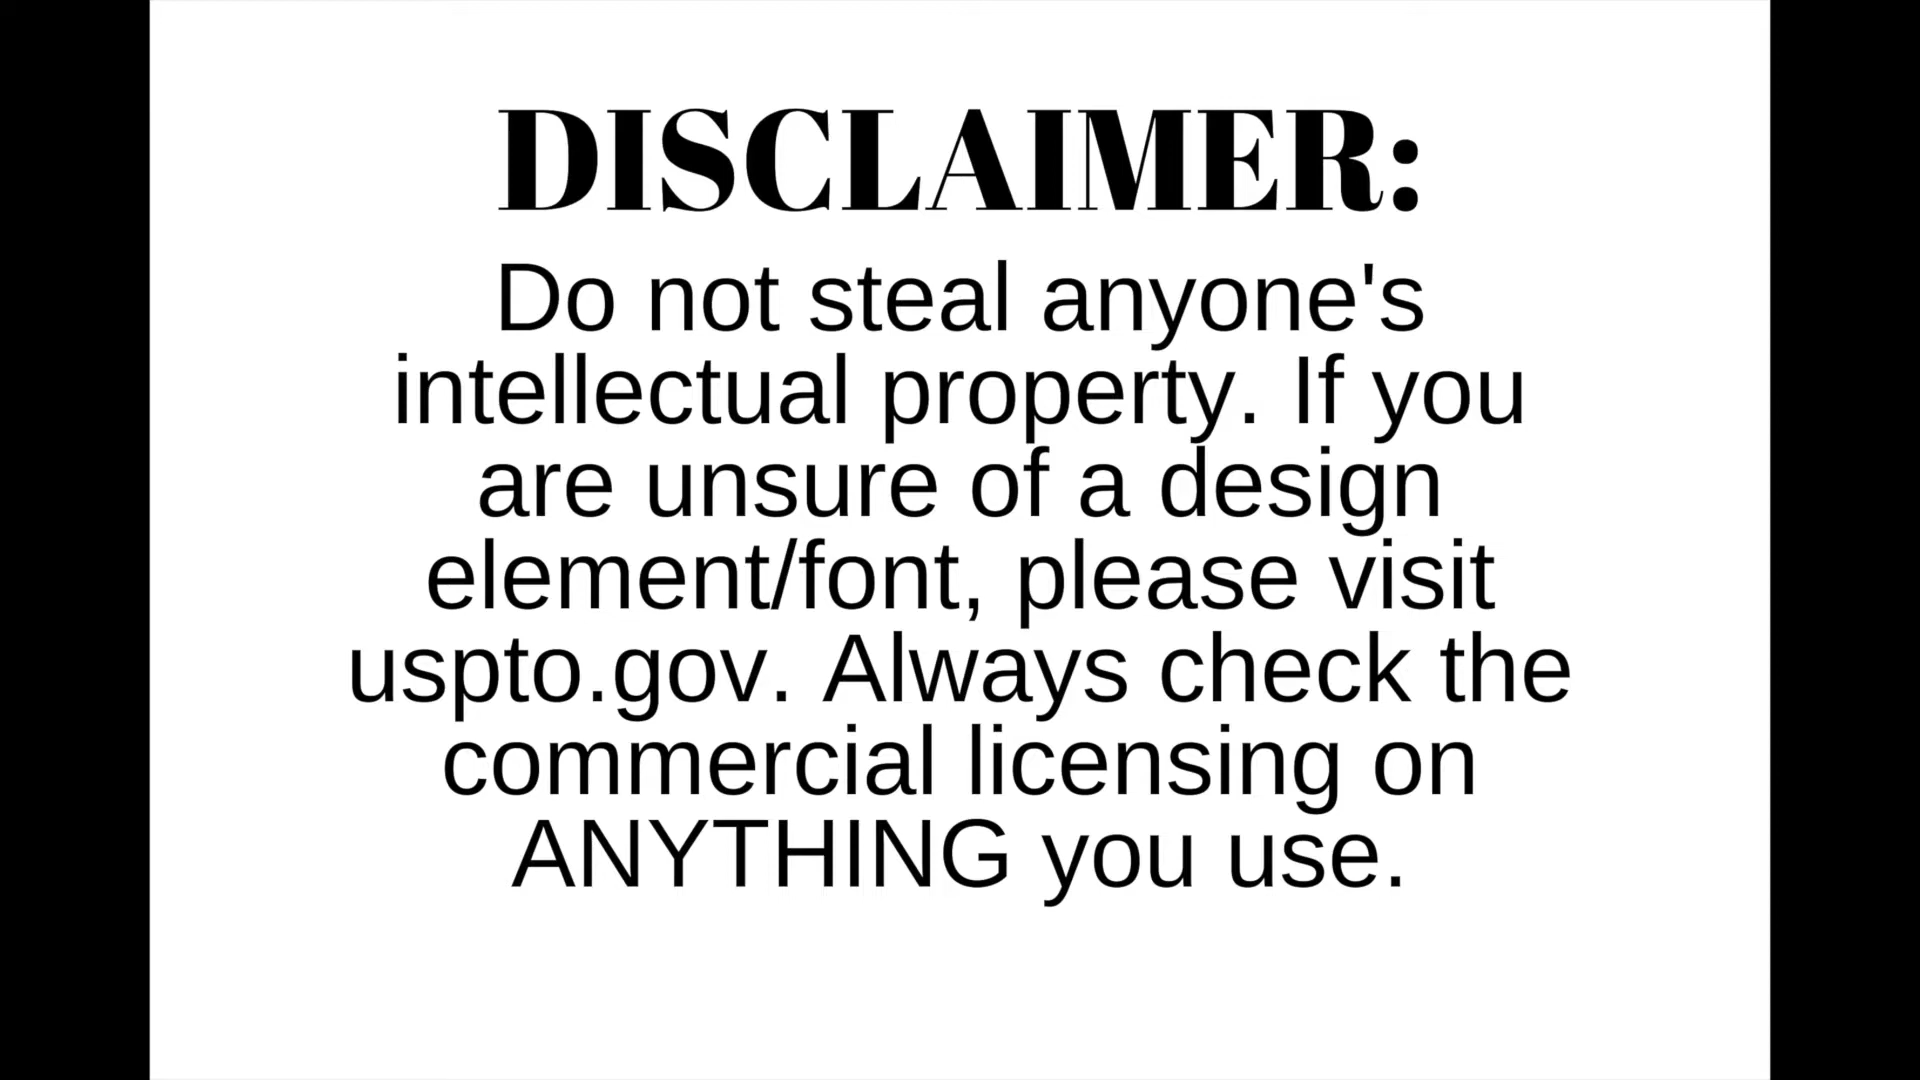 DISCLAIMER:
Do not steal anyone's
intellectual property. If you
are unsure of a design
element/font, please visit
uspto.gov. Always check the
commercial licensing on
ANYTHING you use.